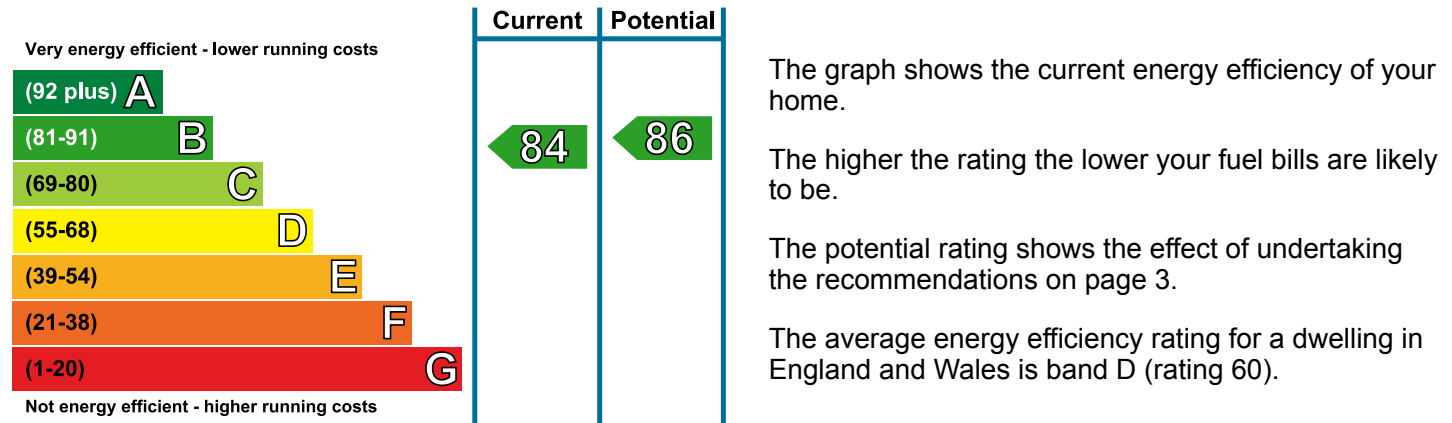 Current Potential
Very energy efficient - lower running costs
(92 plus) A
(81-91) B
84 86
(69-80) C
(55-68) D
(39-54) E
(21-38) F
(1-20) G
Not energy efficient - higher running costs
The graph shows the current energy efficiency of your
home.
The higher the rating the lower your fuel bills are likely
to be.
The potential rating shows the effect of undertaking
the recommendations on page 3.
The average energy efficiency rating for a dwelling in
England and Wales is band D (rating 60).